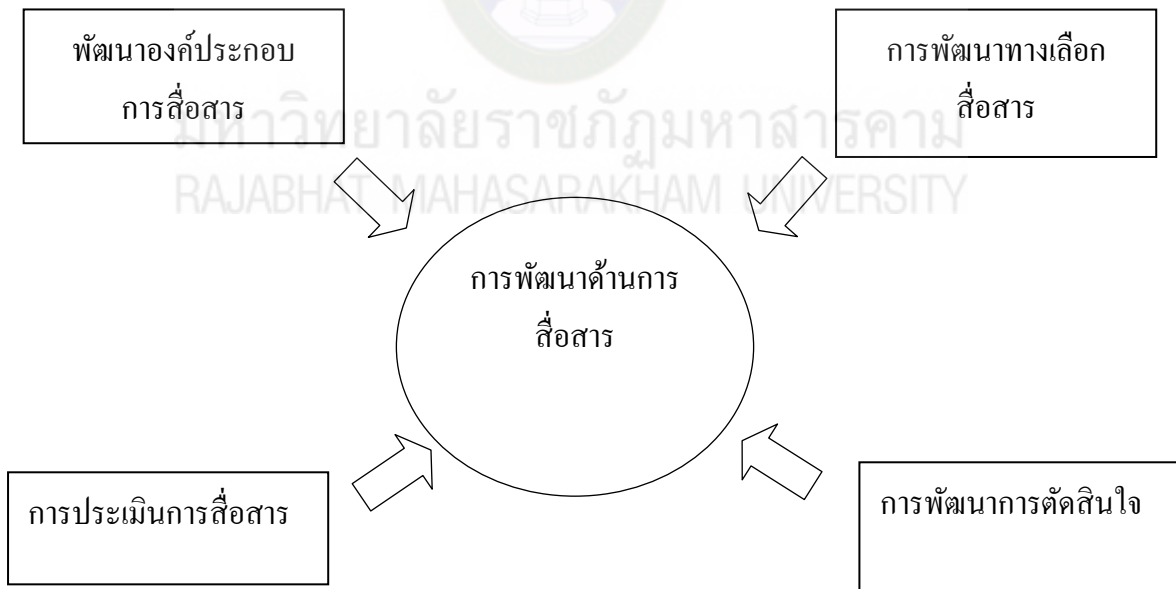 พัฒนาองค์ประกอบ
การสื่อสาร
การพัฒนาทางเลือก
สื่อสาร
มหาวิทยาลัยราชภัฏมหาสารคาม
RAJABHAT MAHASARAKHAM UNIVERSITY
การพัฒนาด้านการ
สื่อสาร
การประเมินการสื่อสาร
การพัฒนาการตัดสินใจ